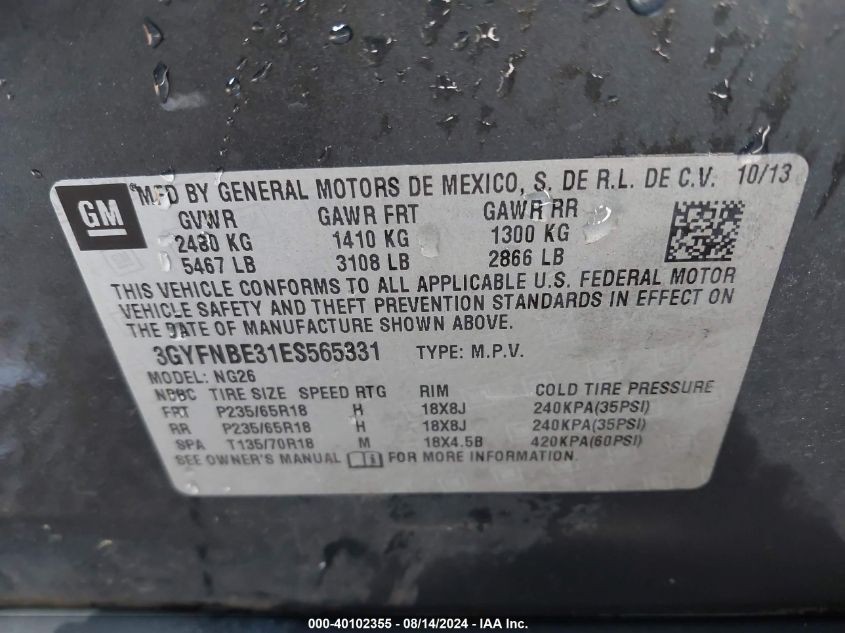 GM
MFD BY GENERAL MOTORS DE MEXICO, S. DE R.L. DE C.V. 10/13
GVWR GAWR FRT GAWR RR
2480 KG 1410 KG 1300 KG
5467 LB 3108 LB 2866 LB
THIS VEHICLE CONFORMS TO ALL APPLICABLE U.S. FEDERAL MOTOR
VEHICLE SAFETY AND THEFT PREVENTION STANDARDS IN EFFECT ON
THE DATE OF MANUFACTURE SHOWN ABOVE.
3GYFNBE31ES565331 TYPE: M.P.V.
MODEL: NG26
TIRE SIZE SPEED RTG RIM COLD TIRE PRESSURE
FRT P235/65R18 H 18X8J 240KPA(35PSI)
RR P235/65R18 H 18X8J 240KPA(35PSI)
SPA T135/70R18 M 18X4.5B 420KPA(60PSI)
SEE OWNER'S MANUAL FOR MORE INFORMATION.
000-40102355 - 08/14/2024 - IAA Inc.